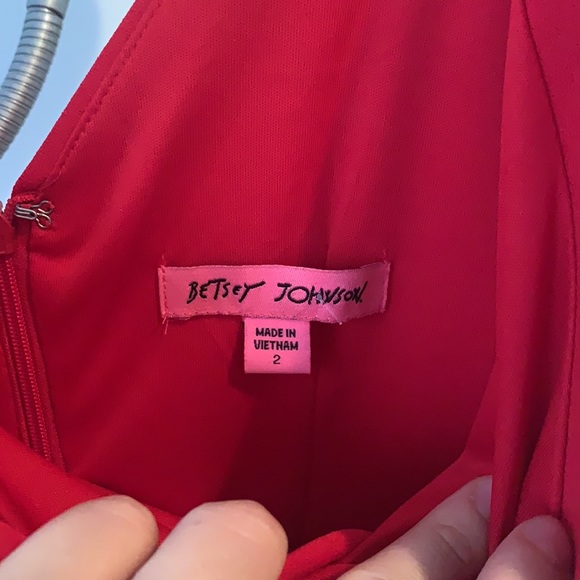 BETSEY JOHNSON.
MADE IN
VIETNAM
2